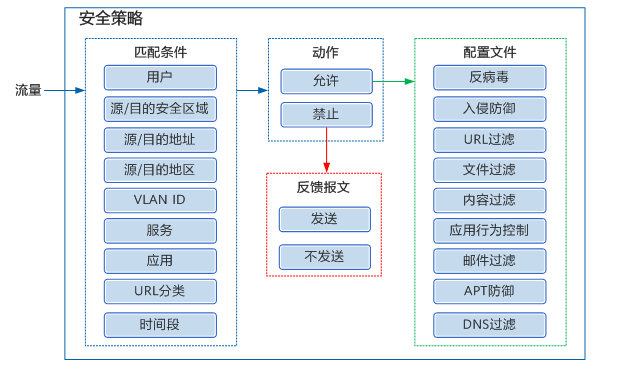 安全策略
流量
匹配条件
用户
源/目的安全区域
源/目的地址
源/目的地区
VLAN ID
服务
应用
URL分类
时间段
动作
允许
禁止
反馈报文
发送
不发送
配置文件
反病毒
入侵防御
URL过滤
文件过滤
内容过滤
应用行为控制
邮件过滤
APT防御
DNS过滤